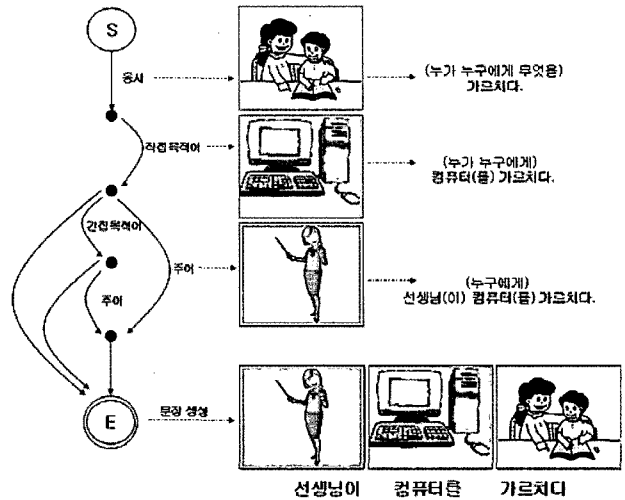 S
동사
(누가 누구에게 무엇을)
가르치다.
직접목적어
(누가 누구에게)
컴퓨터(를) 가르치다.
간접목적어
주어
주어
(누구에게)
선생님(이) 컴퓨터(를) 가르치다.
E
문장 생성
선생님이 컴퓨터를 가르치다